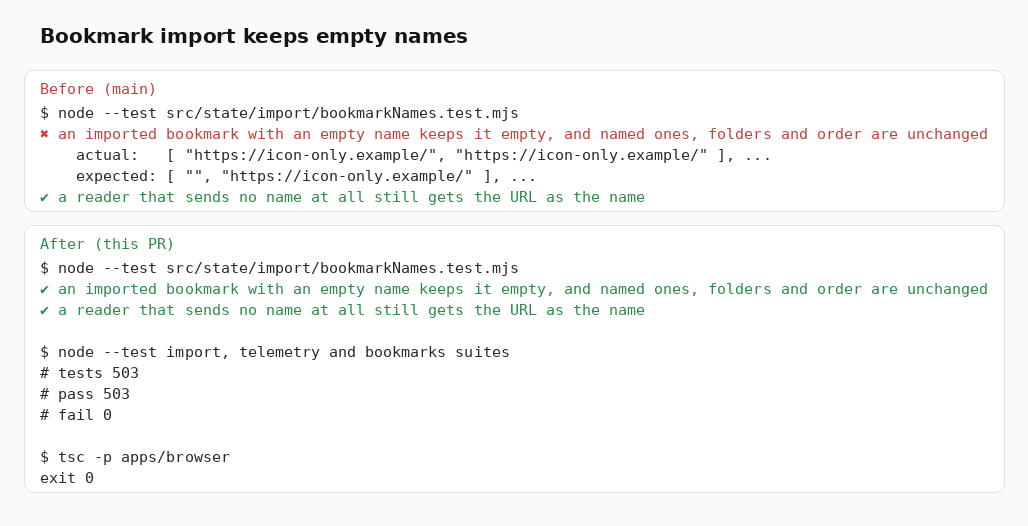 Bookmark import keeps empty names
Before (main)
$ node --test src/state/import/bookmarkNames.test.mjs
✖ an imported bookmark with an empty name keeps it empty, and named ones, folders and order are unchanged
actual:   [ "https://icon-only.example/", "https://icon-only.example/" ], ...
expected: [ "", "https://icon-only.example/" ], ...
✔ a reader that sends no name at all still gets the URL as the name
After (this PR)
$ node --test src/state/import/bookmarkNames.test.mjs
✔ an imported bookmark with an empty name keeps it empty, and named ones, folders and order are unchanged
✔ a reader that sends no name at all still gets the URL as the name
$ node --test import, telemetry and bookmarks suites
# tests 503
# pass 503
# fail 0
$ tsc -p apps/browser
exit 0